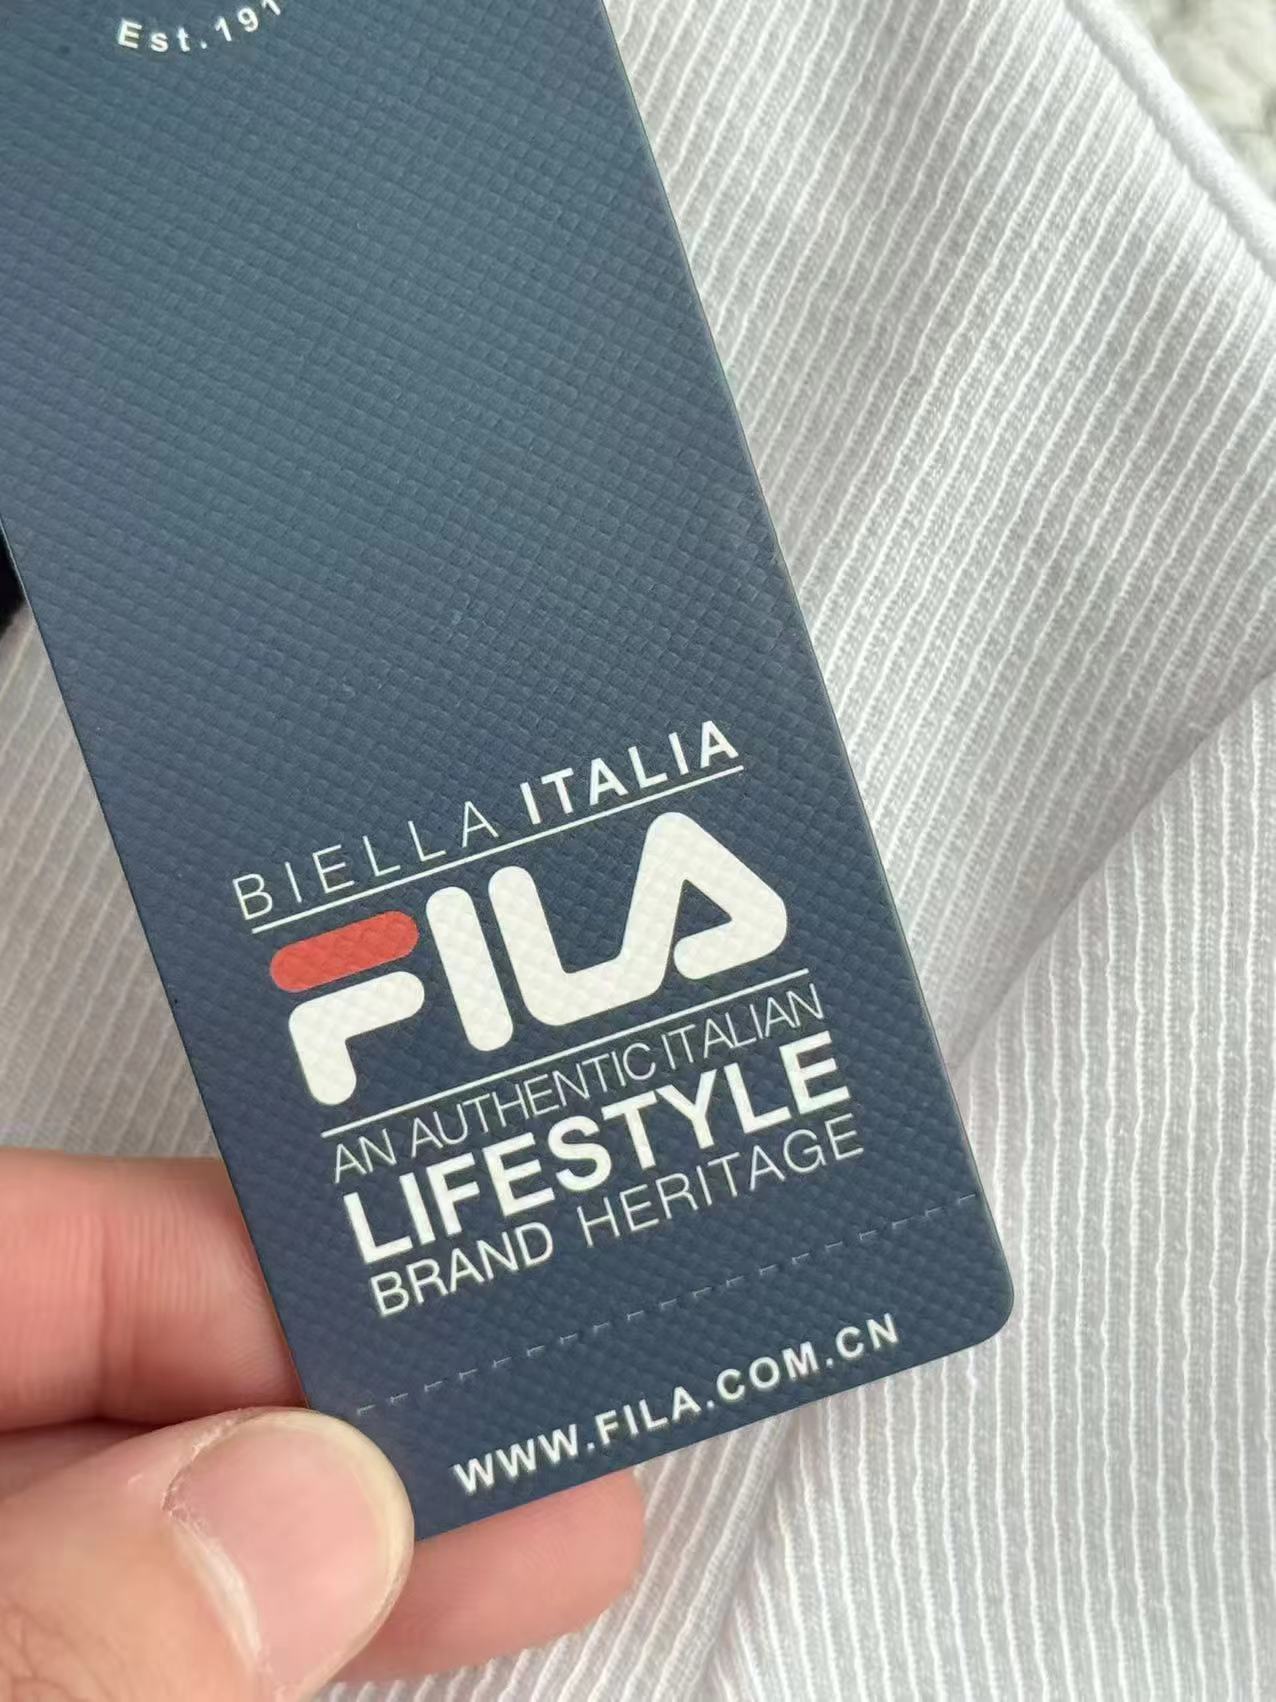 Est.191
BIELLA ITALIA
FILA
AN AUTHENTIC ITALIAN
LIFESTYLE
BRAND HERITAGE
WWW.FILA.COM.CN